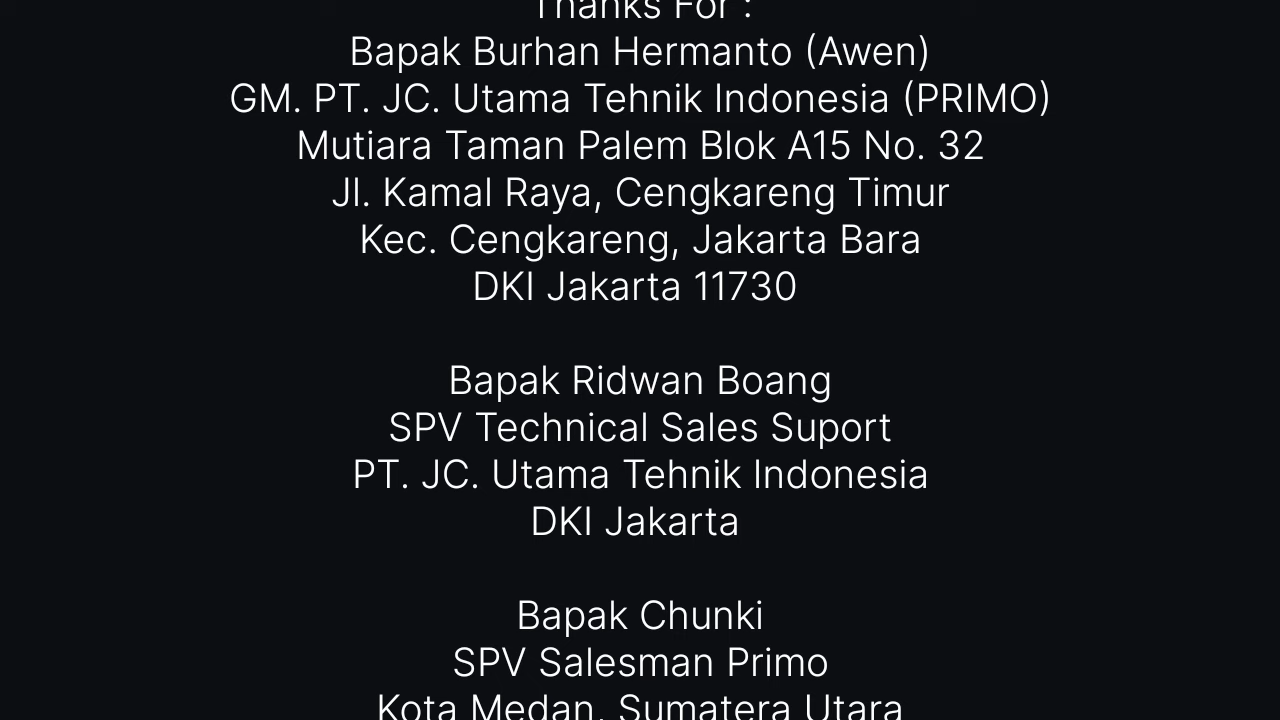 Thanks For :
Bapak Burhan Hermanto (Awen)
GM. PT. JC. Utama Tehnik Indonesia (PRIMO)
Mutiara Taman Palem Blok A15 No. 32
Jl. Kamal Raya, Cengkareng Timur
Kec. Cengkareng, Jakarta Bara
DKI Jakarta 11730
Bapak Ridwan Boang
SPV Technical Sales Suport
PT. JC. Utama Tehnik Indonesia
DKI Jakarta
Bapak Chunki
SPV Salesman Primo
Kota Medan, Sumatera Utara